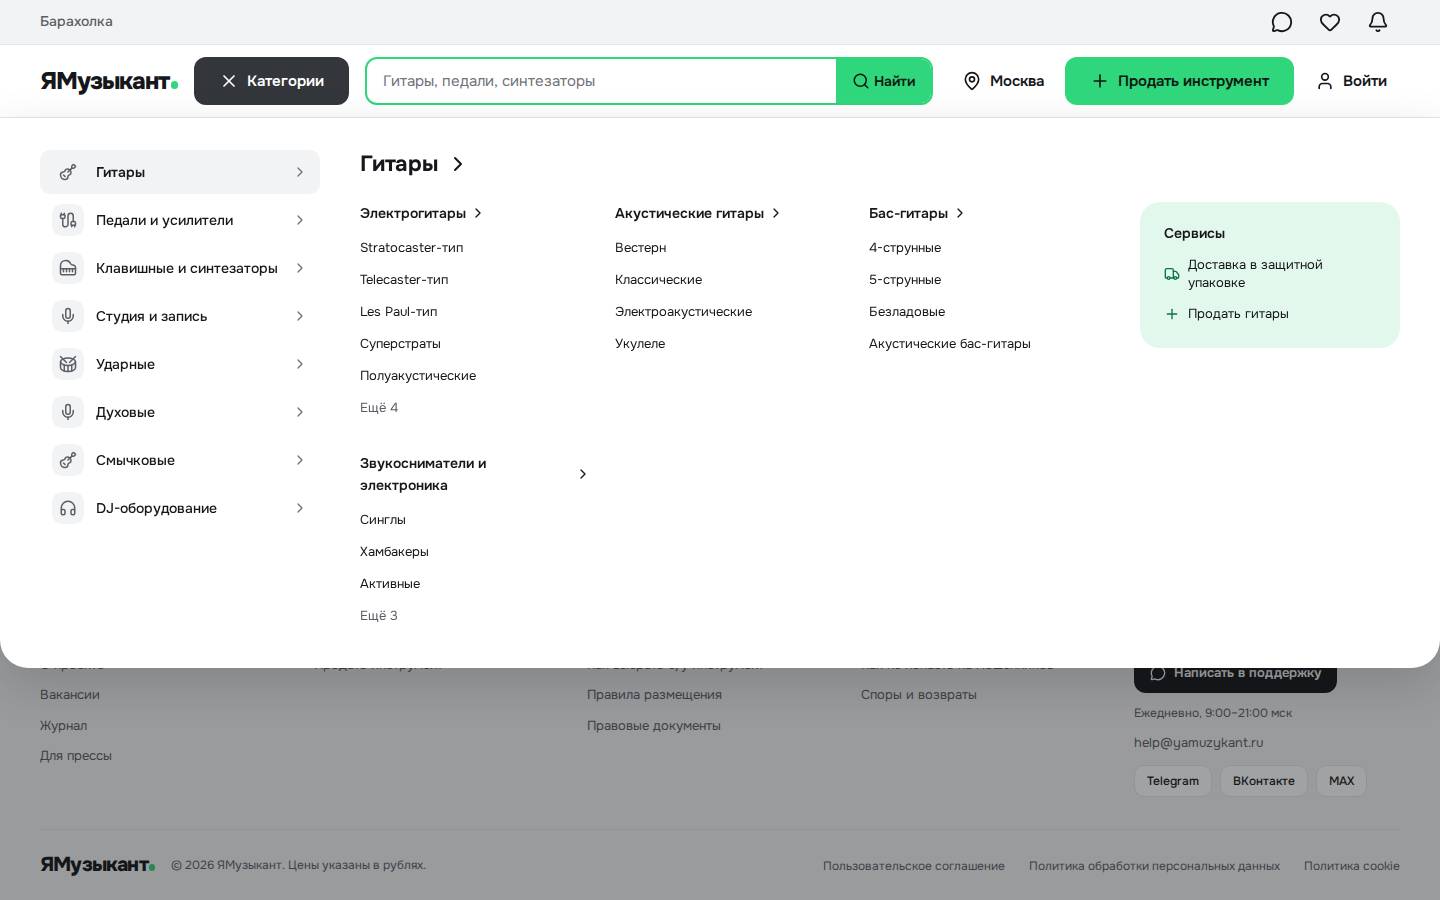 Барахолка
ЯМузыкант.
Категории
Гитары, педали, синтезаторы
Найти
Москва
Продать инструмент
Войти
Гитары
Педали и усилители
Клавишные и синтезаторы
Студия и запись
Ударные
Духовые
Смычковые
DJ-оборудование
Гитары
Электрогитары
Stratocaster-тип
Telecaster-тип
Les Paul-тип
Суперстраты
Полуакустические
Ещё 4
Акустические гитары
Вестерн
Классические
Электроакустические
Укулеле
Бас-гитары
4-струнные
5-струнные
Безладовые
Акустические бас-гитары
Звукосниматели и
электроника
Синглы
Хамбакеры
Активные
Ещё 3
Сервисы
Доставка в защитной
упаковке
Продать гитары
Вакансии
Журнал
Для прессы
Правила размещения
Правовые документы
Споры и возвраты
Написать в поддержку
Ежедневно, 9:00–21:00 мск
help@yamuzykant.ru
Telegram
ВКонтакте
MAX
ЯМузыкант.
© 2026 ЯМузыкант. Цены указаны в рублях.
Пользовательское соглашение
Политика обработки персональных данных
Политика cookie